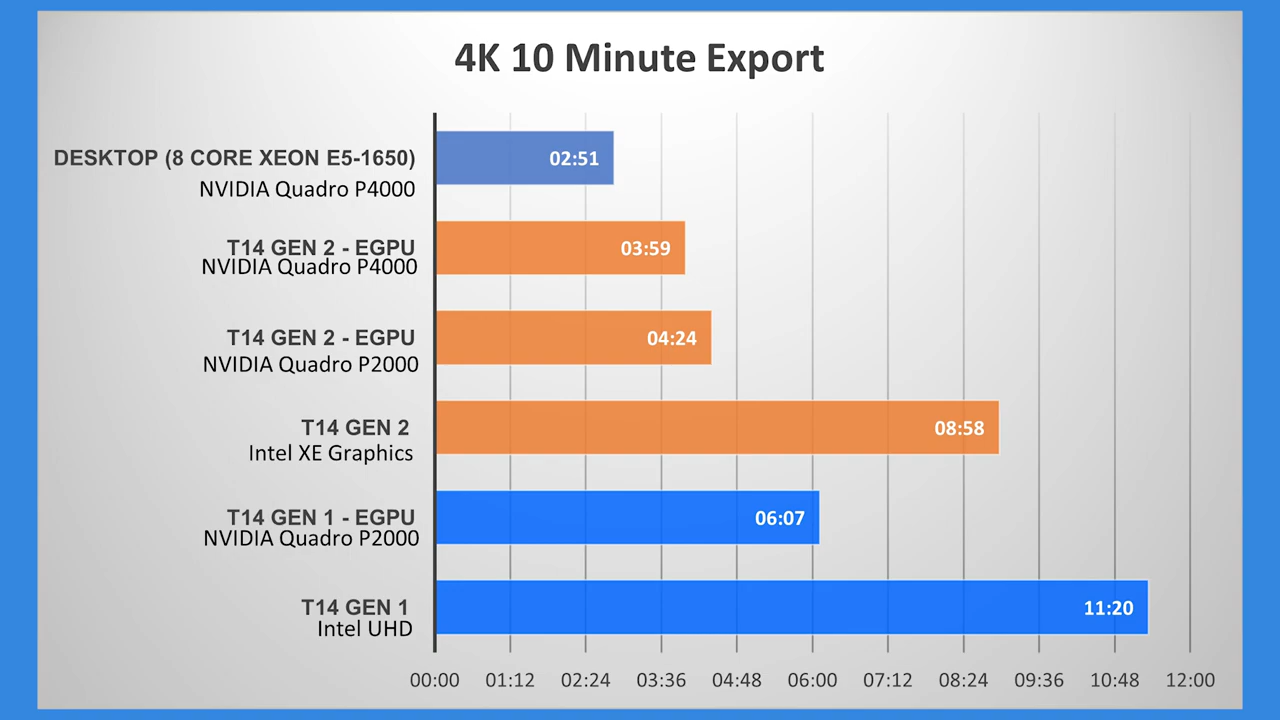 4K 10 Minute Export
DESKTOP (8 CORE XEON E5-1650)
NVIDIA Quadro P4000
02:51
T14 GEN 2 - EGPU
NVIDIA Quadro P4000
03:59
T14 GEN 2 - EGPU
NVIDIA Quadro P2000
04:24
T14 GEN 2
Intel XE Graphics
08:58
T14 GEN 1 - EGPU
NVIDIA Quadro P2000
06:07
T14 GEN 1
Intel UHD
11:20
00:00 01:12 02:24 03:36 04:48 06:00 07:12 08:24 09:36 10:48 12:00